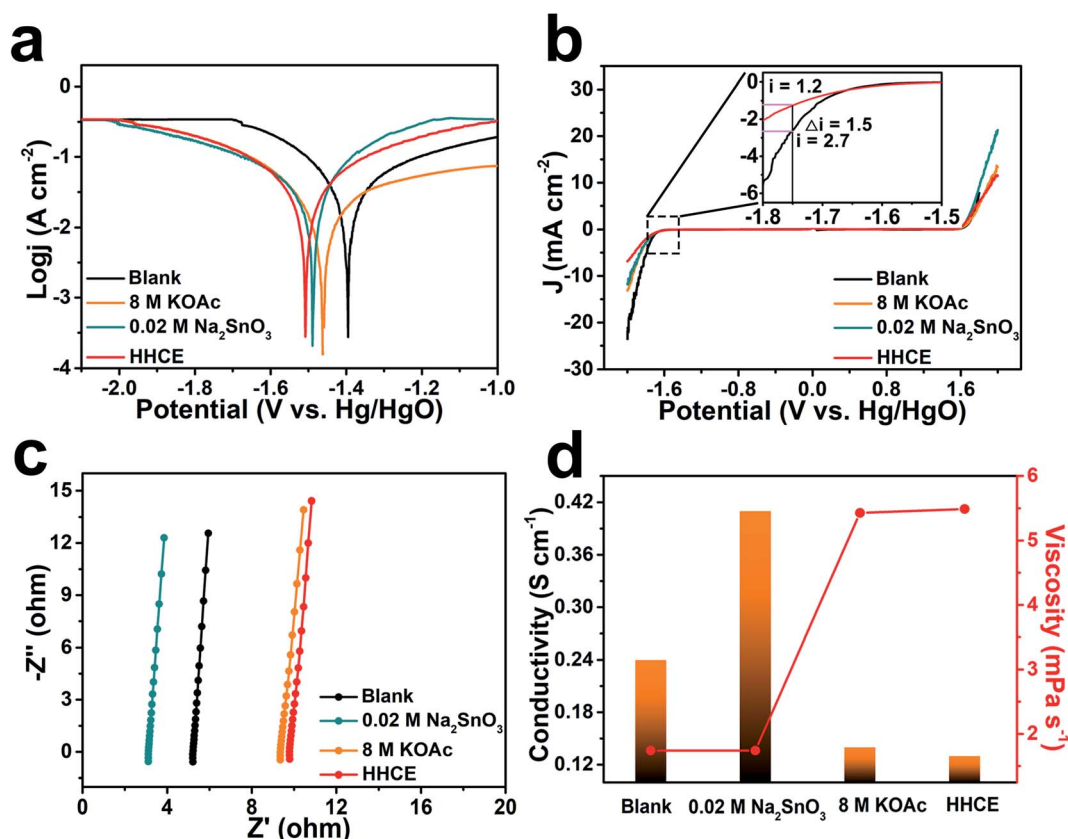 a
0
-1
-2
-3
-4
Logj (A cm⁻²)
Blank
8 M KOAc
0.02 M Na₂SnO₃
HHCE
-2.0 -1.8 -1.6 -1.4 -1.2 -1.0
Potential (V vs. Hg/HgO)
b
35
30
20
10
0
-10
-20
-30
J (mA cm⁻²)
i = 1.2
△i = 1.5
i = 2.7
0
-2
-4
-6
-1.8 -1.7 -1.6 -1.5
Blank
8 M KOAc
0.02 M Na₂SnO₃
HHCE
-1.6 -0.8 0.0 0.8 1.6
Potential (V vs. Hg/HgO)
c
15
12
9
6
3
0
-Z'' (ohm)
Blank
0.02 M Na₂SnO₃
8 M KOAc
HHCE
0 4 8 12 16 20
Z' (ohm)
d
0.42
0.36
0.30
0.24
0.18
0.12
Conductivity (S cm⁻¹)
6
5
4
3
2
Viscosity (mPa s⁻¹)
Blank 0.02 M Na₂SnO₃ 8 M KOAc HHCE